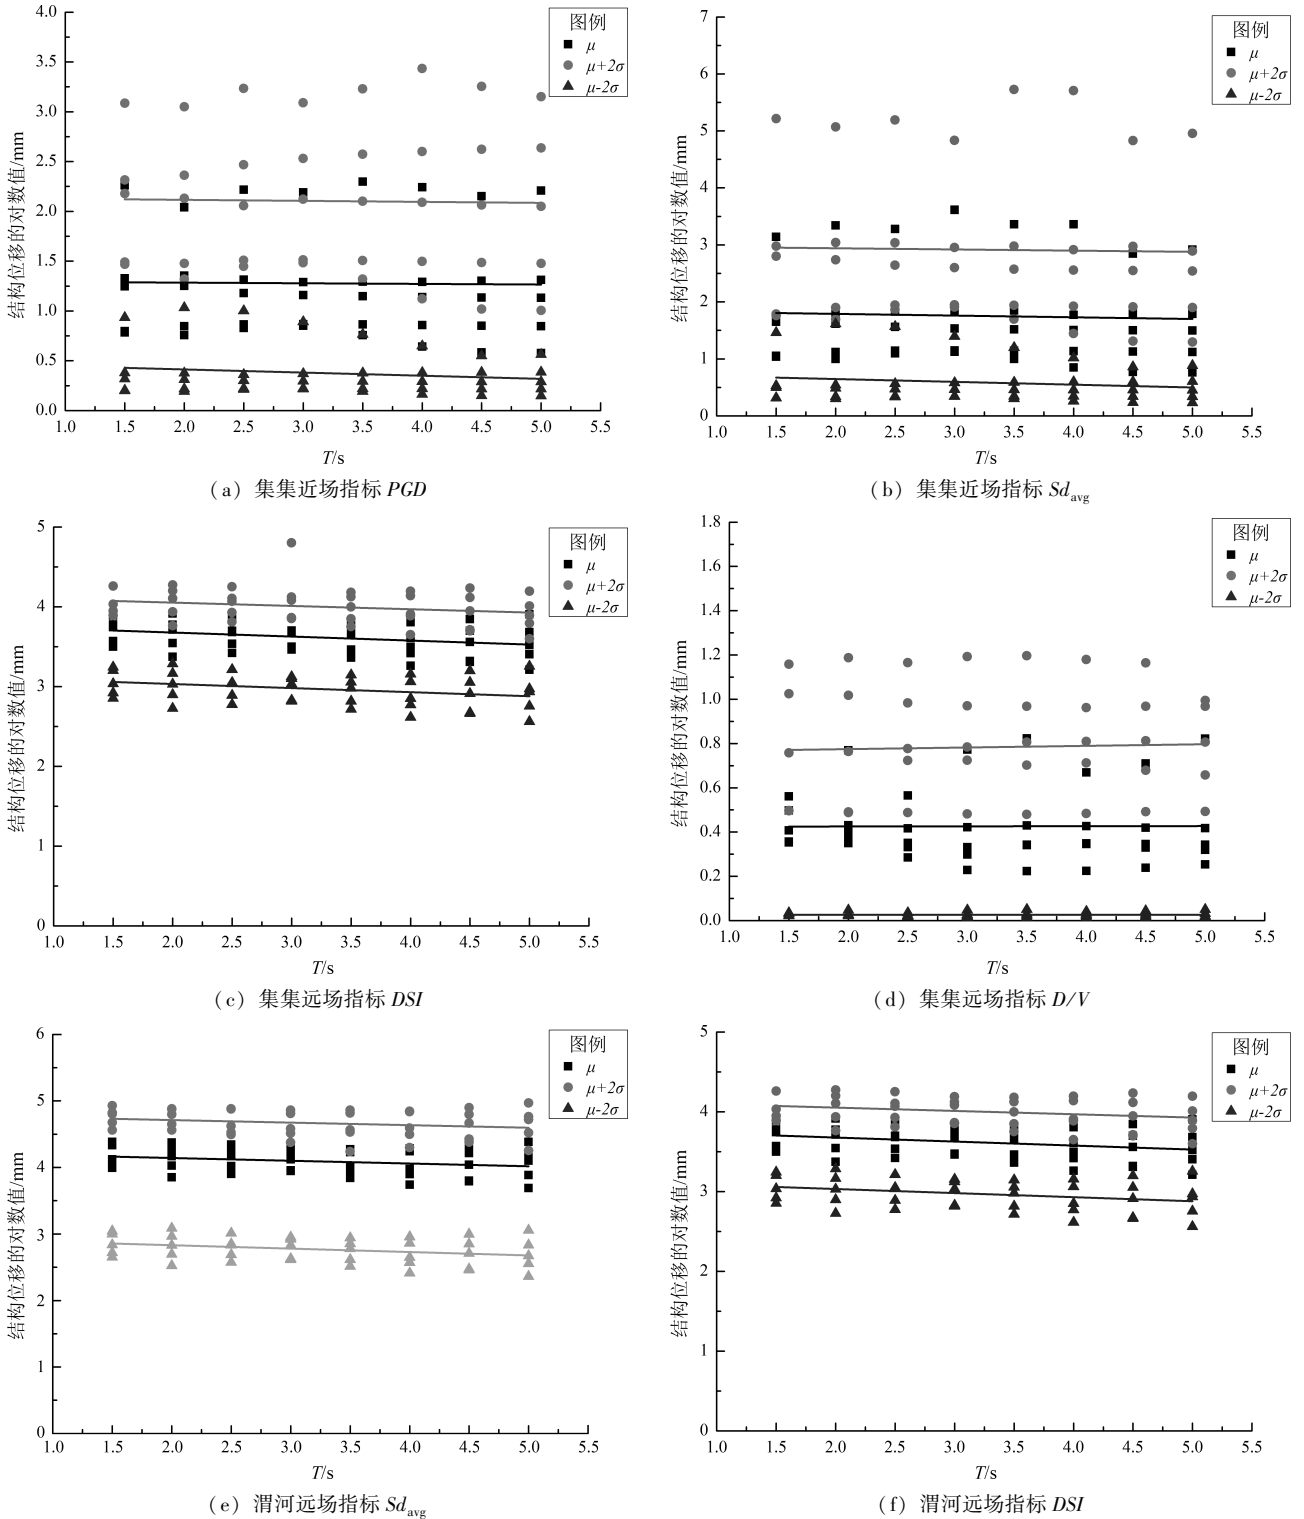 4.0
3.5
3.0
2.5
2.0
1.5
1.0
0.5
0.0
结构位移的对数值/mm
1.0 1.5 2.0 2.5 3.0 3.5 4.0 4.5 5.0 5.5
T/s
图例
μ
μ+2σ
μ-2σ
(a) 集集近场指标 PGD
7
6
5
4
3
2
1
0
结构位移的对数值/mm
1.0 1.5 2.0 2.5 3.0 3.5 4.0 4.5 5.0 5.5
T/s
图例
μ
μ+2σ
μ-2σ
(b) 集集近场指标 Sdavg
5
4
3
2
1
0
结构位移的对数值/mm
1.0 1.5 2.0 2.5 3.0 3.5 4.0 4.5 5.0 5.5
T/s
图例
μ
μ+2σ
μ-2σ
(c) 集集远场指标 DSI
1.8
1.6
1.4
1.2
1.0
0.8
0.6
0.4
0.2
0.0
结构位移的对数值/mm
1.0 1.5 2.0 2.5 3.0 3.5 4.0 4.5 5.0 5.5
T/s
图例
μ
μ+2σ
μ-2σ
(d) 集集远场指标 D/V
6
5
4
3
2
1
0
结构位移的对数值/mm
1.0 1.5 2.0 2.5 3.0 3.5 4.0 4.5 5.0 5.5
T/s
图例
μ
μ+2σ
μ-2σ
(e) 渭河远场指标 Sdavg
5
4
3
2
1
0
结构位移的对数值/mm
1.0 1.5 2.0 2.5 3.0 3.5 4.0 4.5 5.0 5.5
T/s
图例
μ
μ+2σ
μ-2σ
(f) 渭河远场指标 DSI